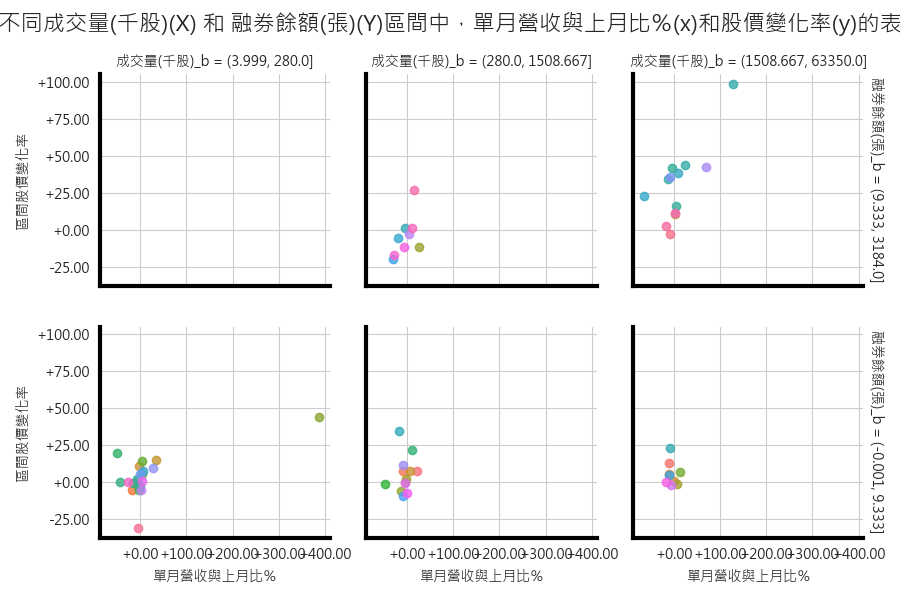 不同成交量(千股)(X) 和 融券餘額(張)(Y)區間中，單月營收與上月比%(x)和股價變化率(y)的表
成交量(千股)_b = (3.999, 280.0]
成交量(千股)_b = (280.0, 1508.667]
成交量(千股)_b = (1508.667, 63350.0]
區間股價變化率
+100.00
+75.00
+50.00
+25.00
+0.00
-25.00
融券餘額(張)_b = (9.333, 3184.0]
區間股價變化率
+100.00
+75.00
+50.00
+25.00
+0.00
-25.00
融券餘額(張)_b = (-0.001, 9.333]
+0.00 +100.00 +200.00 +300.00 +400.00
+0.00 +100.00 +200.00 +300.00 +400.00
+0.00 +100.00 +200.00 +300.00 +400.00
單月營收與上月比%
單月營收與上月比%
單月營收與上月比%